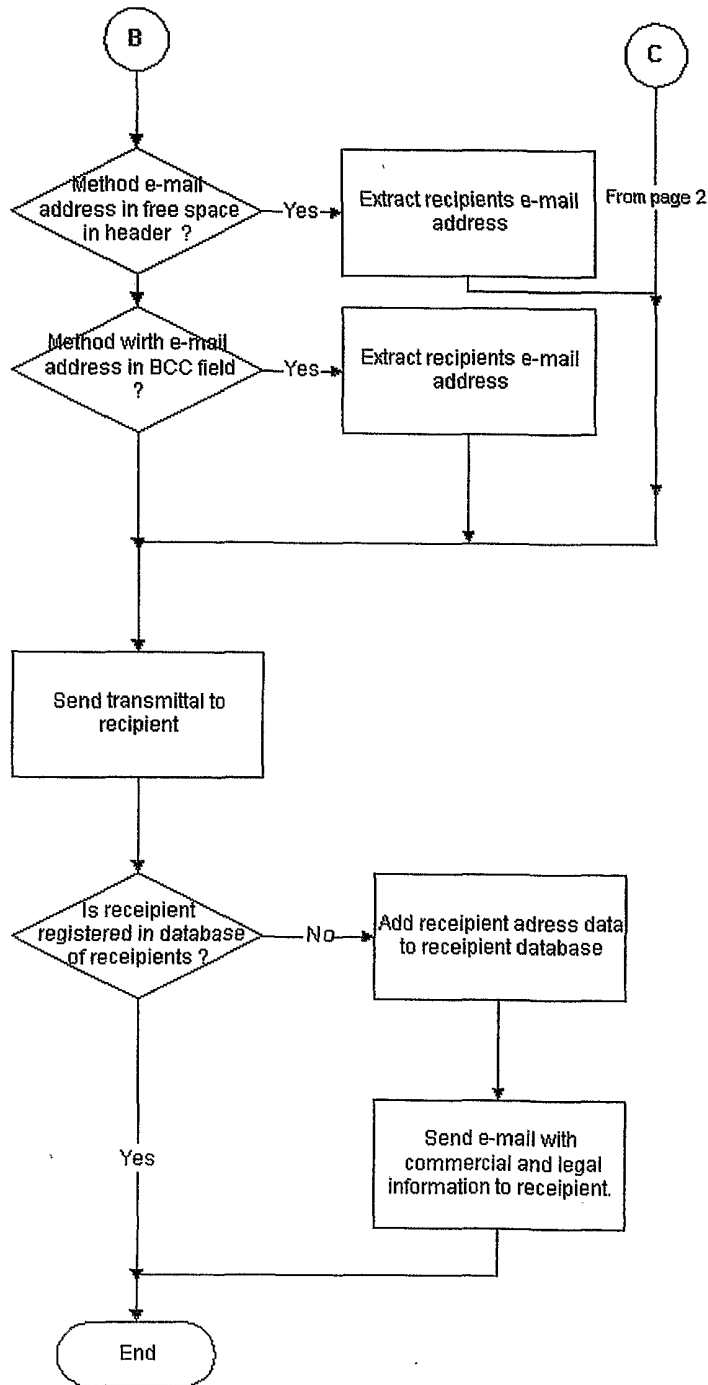 B
C
Method e-mail
address in free space
in header ?
Yes
Extract recipients e-mail
address
From page 2
Method wirth e-mail
address in BCC field
?
Yes
Extract recipients e-mail
address
Send transmittal to
recipient
Is receipient
registered in database
of receipients ?
No
Add receipient adress data
to receipient database
Yes
Send e-mail with
commercial and legal
information to receipient.
End